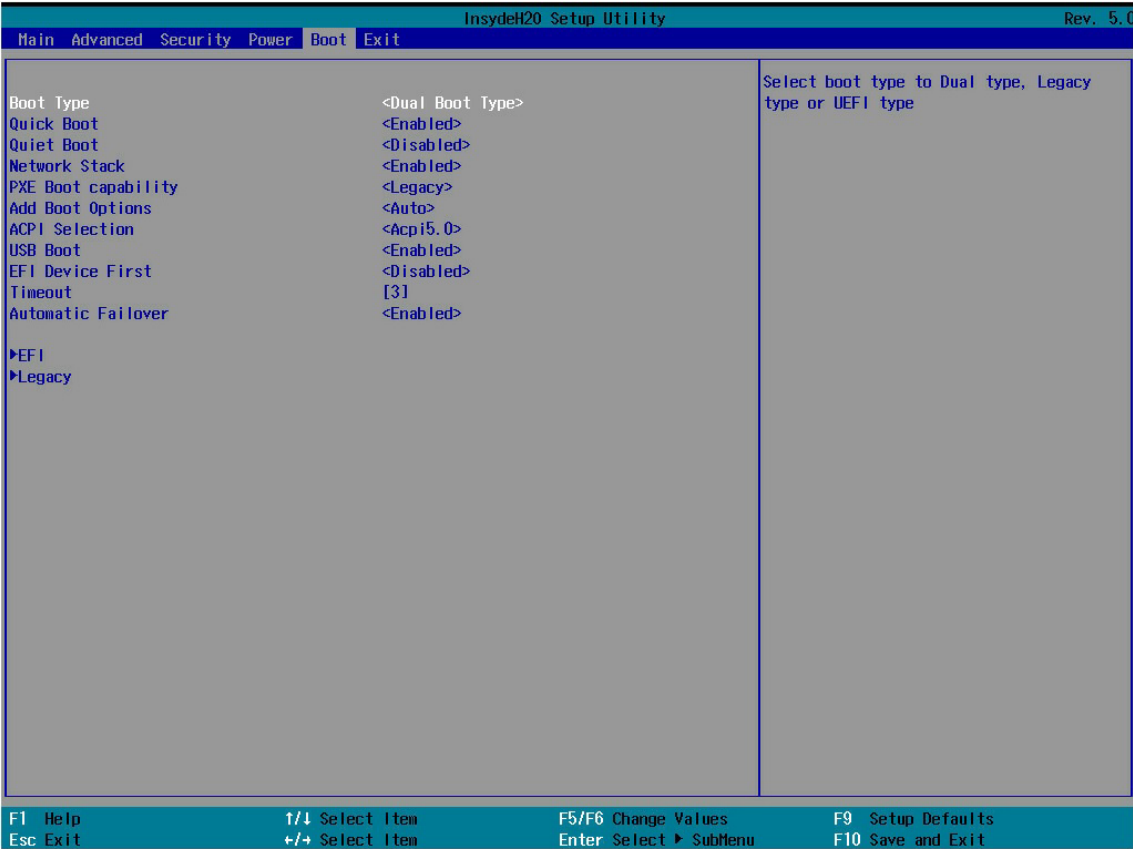 InsydeH20 Setup Utility Rev. 5.0
Main Advanced Security Power Boot Exit
Boot Type <Dual Boot Type>
Quick Boot <Enabled>
Quiet Boot <Disabled>
Network Stack <Enabled>
PXE Boot capability <Legacy>
Add Boot Options <Auto>
ACPI Selection <Acpi5.0>
USB Boot <Enabled>
EFI Device First <Disabled>
Timeout [3]
Automatic Failover <Enabled>
▶EFI
▶Legacy
Select boot type to Dual type, Legacy
type or UEFI type
F1 Help ↑/↓ Select Item F5/F6 Change Values F9 Setup Defaults
Esc Exit ←/→ Select Item Enter Select ▶ SubMenu F10 Save and Exit